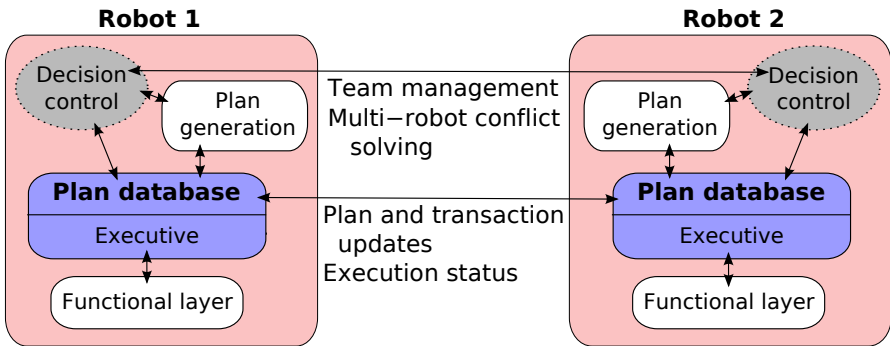 Robot 1
Decision
control
Plan
generation
Plan database
Executive
Functional layer
Team management
Multi−robot conflict
solving
Plan and transaction
updates
Execution status
Robot 2
Plan
generation
Decision
control
Plan database
Executive
Functional layer